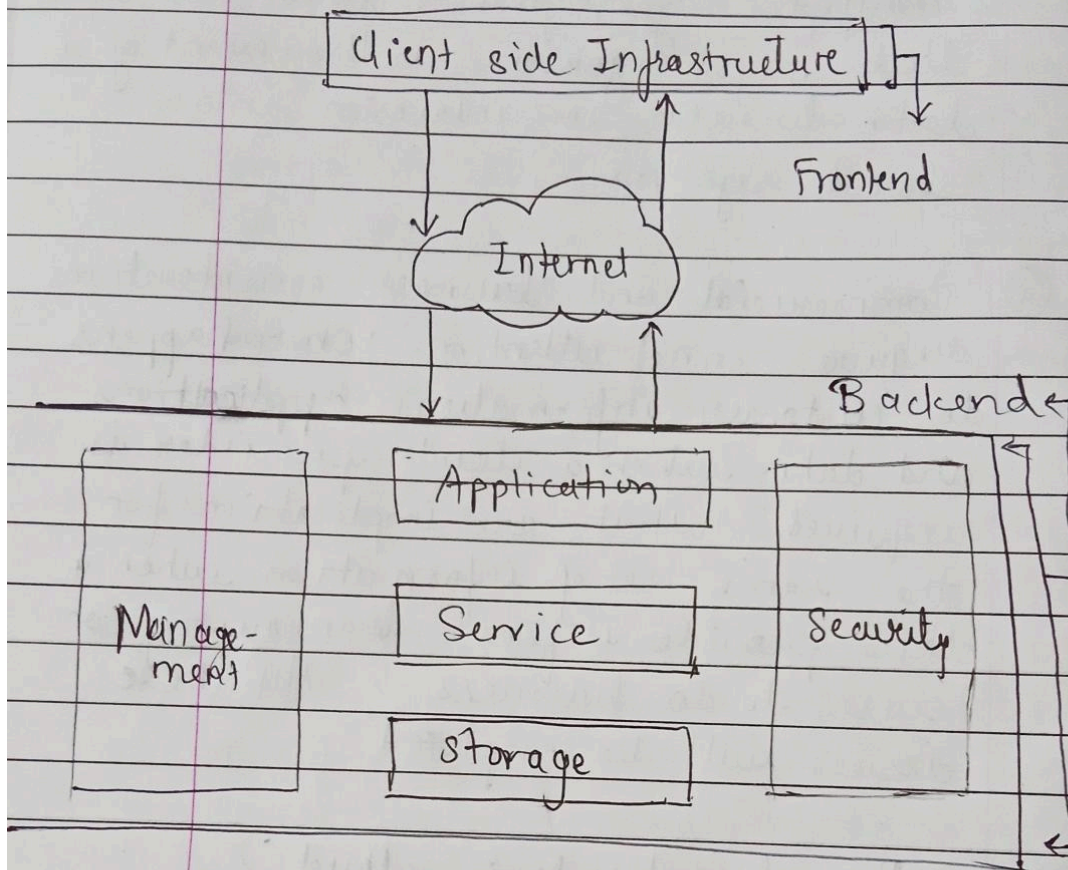 Client side Infrastructure
Frontend
Internet
Backend
Application
Manage-
ment
Service
Security
Storage